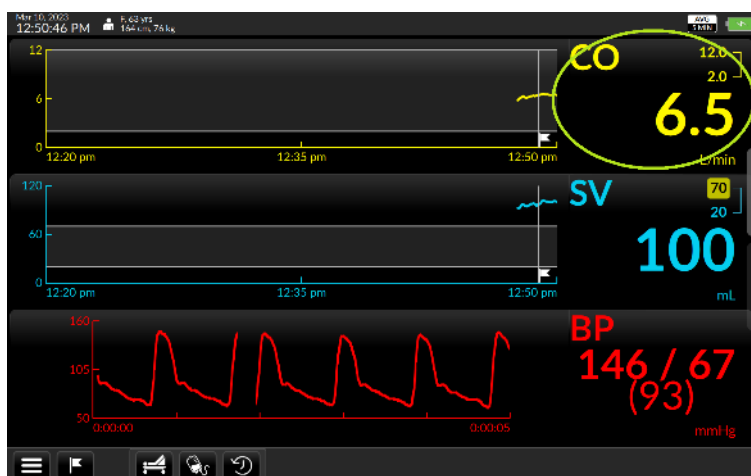 Mar 10, 2023
12:50:46 PM
F, 63 yrs
164 cm, 76 kg
AVG
5 MIN
12
6
0
12:20 pm 12:35 pm 12:50 pm
CO
12.0
2.0
6.5
L/min
120
60
0
12:20 pm 12:35 pm 12:50 pm
SV
70
20
100
mL
160
105
50
0:00:00 0:00:05
BP
146 / 67
(93)
mmHg